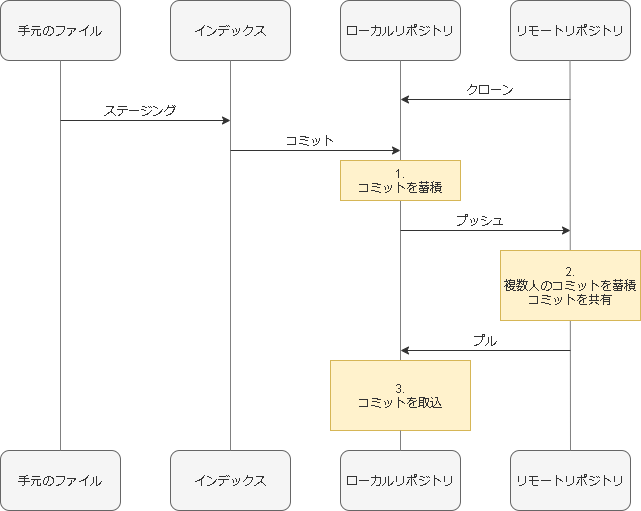 手元のファイル
インデックス
ローカルリポジトリ
リモートリポジトリ
クローン
ステージング
コミット
1.
コミットを蓄積
プッシュ
2.
複数人のコミットを蓄積
コミットを共有
プル
3.
コミットを取込
手元のファイル
インデックス
ローカルリポジトリ
リモートリポジトリ